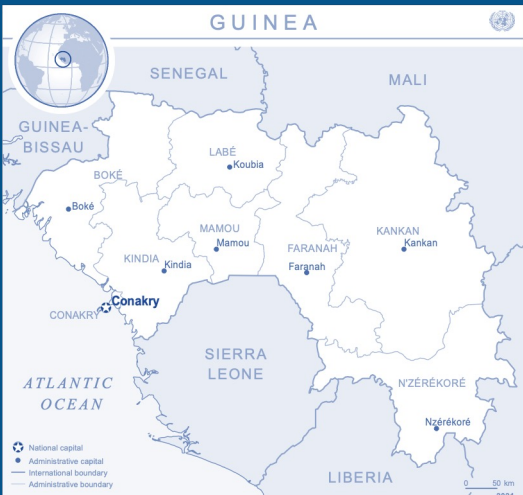 GUINEA
SENEGAL
MALI
GUINEA-
BISSAU
LABÉ
Koubia
BOKÉ
Boké
MAMOU
Mamou
KANKAN
Kankan
FARANAH
Faranah
KINDIA
Kindia
Conakry
CONAKRY
SIERRA
LEONE
ATLANTIC
OCEAN
N'ZÉRÉKORÉ
Nzérékoré
LIBERIA
National capital
Administrative capital
International boundary
Administrative boundary
0 50 km